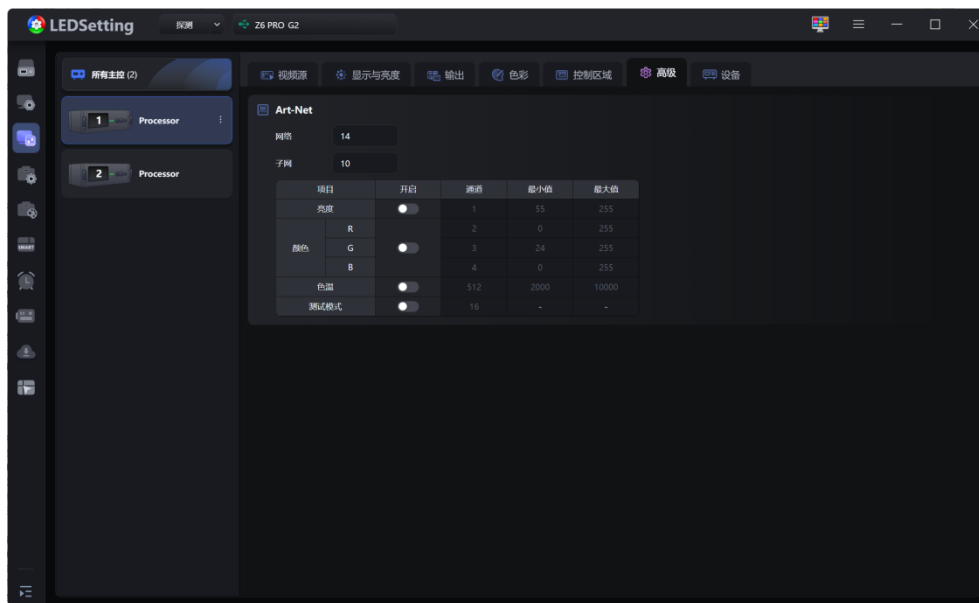 LEDSetting 探测 Z6 PRO G2
所有主控 (2)
1 Processor
2 Processor
视频源 显示与亮度 输出 色彩 控制区域 高级 设备
Art-Net
网络 14
子网 10
项目 开启 通道 最小值 最大值
亮度 1 55 255
颜色 R 2 0 255
G 3 24 255
B 4 0 255
色温 512 2000 10000
测试模式 16 - -
SMART